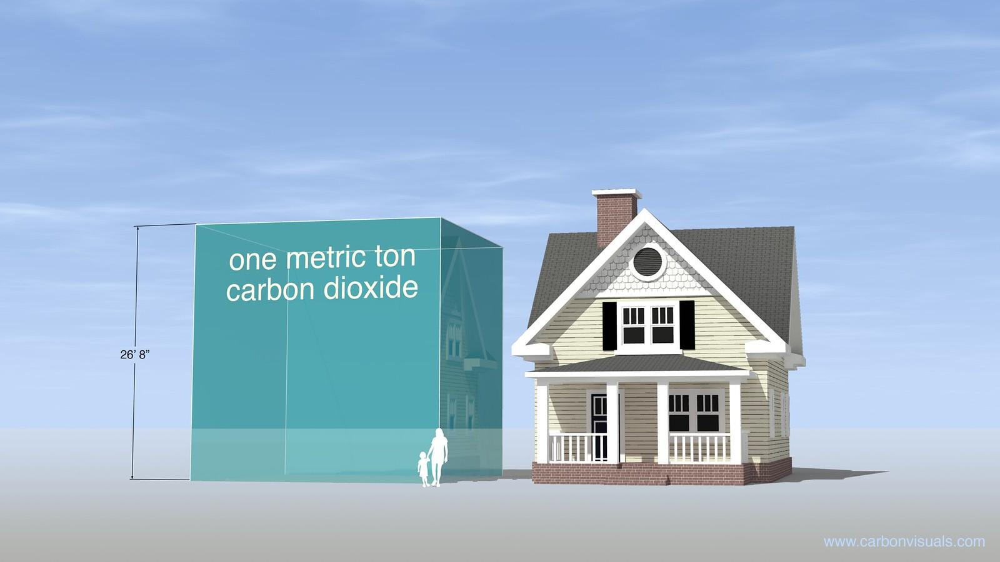 one metric ton
carbon dioxide
26’ 8”
www.carbonvisuals.com